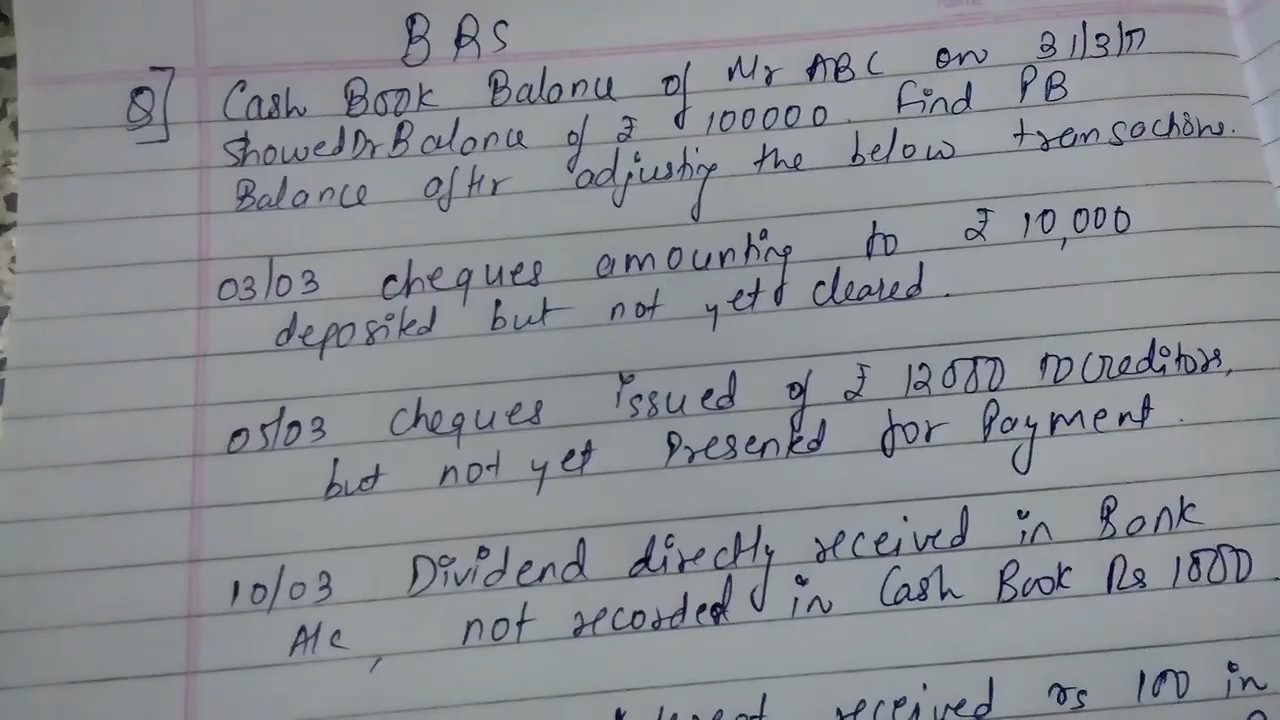 BRS
Q] Cash Book Balance of Mr ABC on 31/3/17
showed Dr Balance of ₹ 100000. Find PB
Balance after adjusting the below transactions.
03/03 cheques amounting to ₹ 10,000
deposited but not yet cleared.
05/03 cheques issued of ₹ 12000 to creditors,
but not yet Presented for Payment.
10/03 Dividend directly received in Bank
A/c, not recorded in Cash Book Rs 1000
received rs 100 in